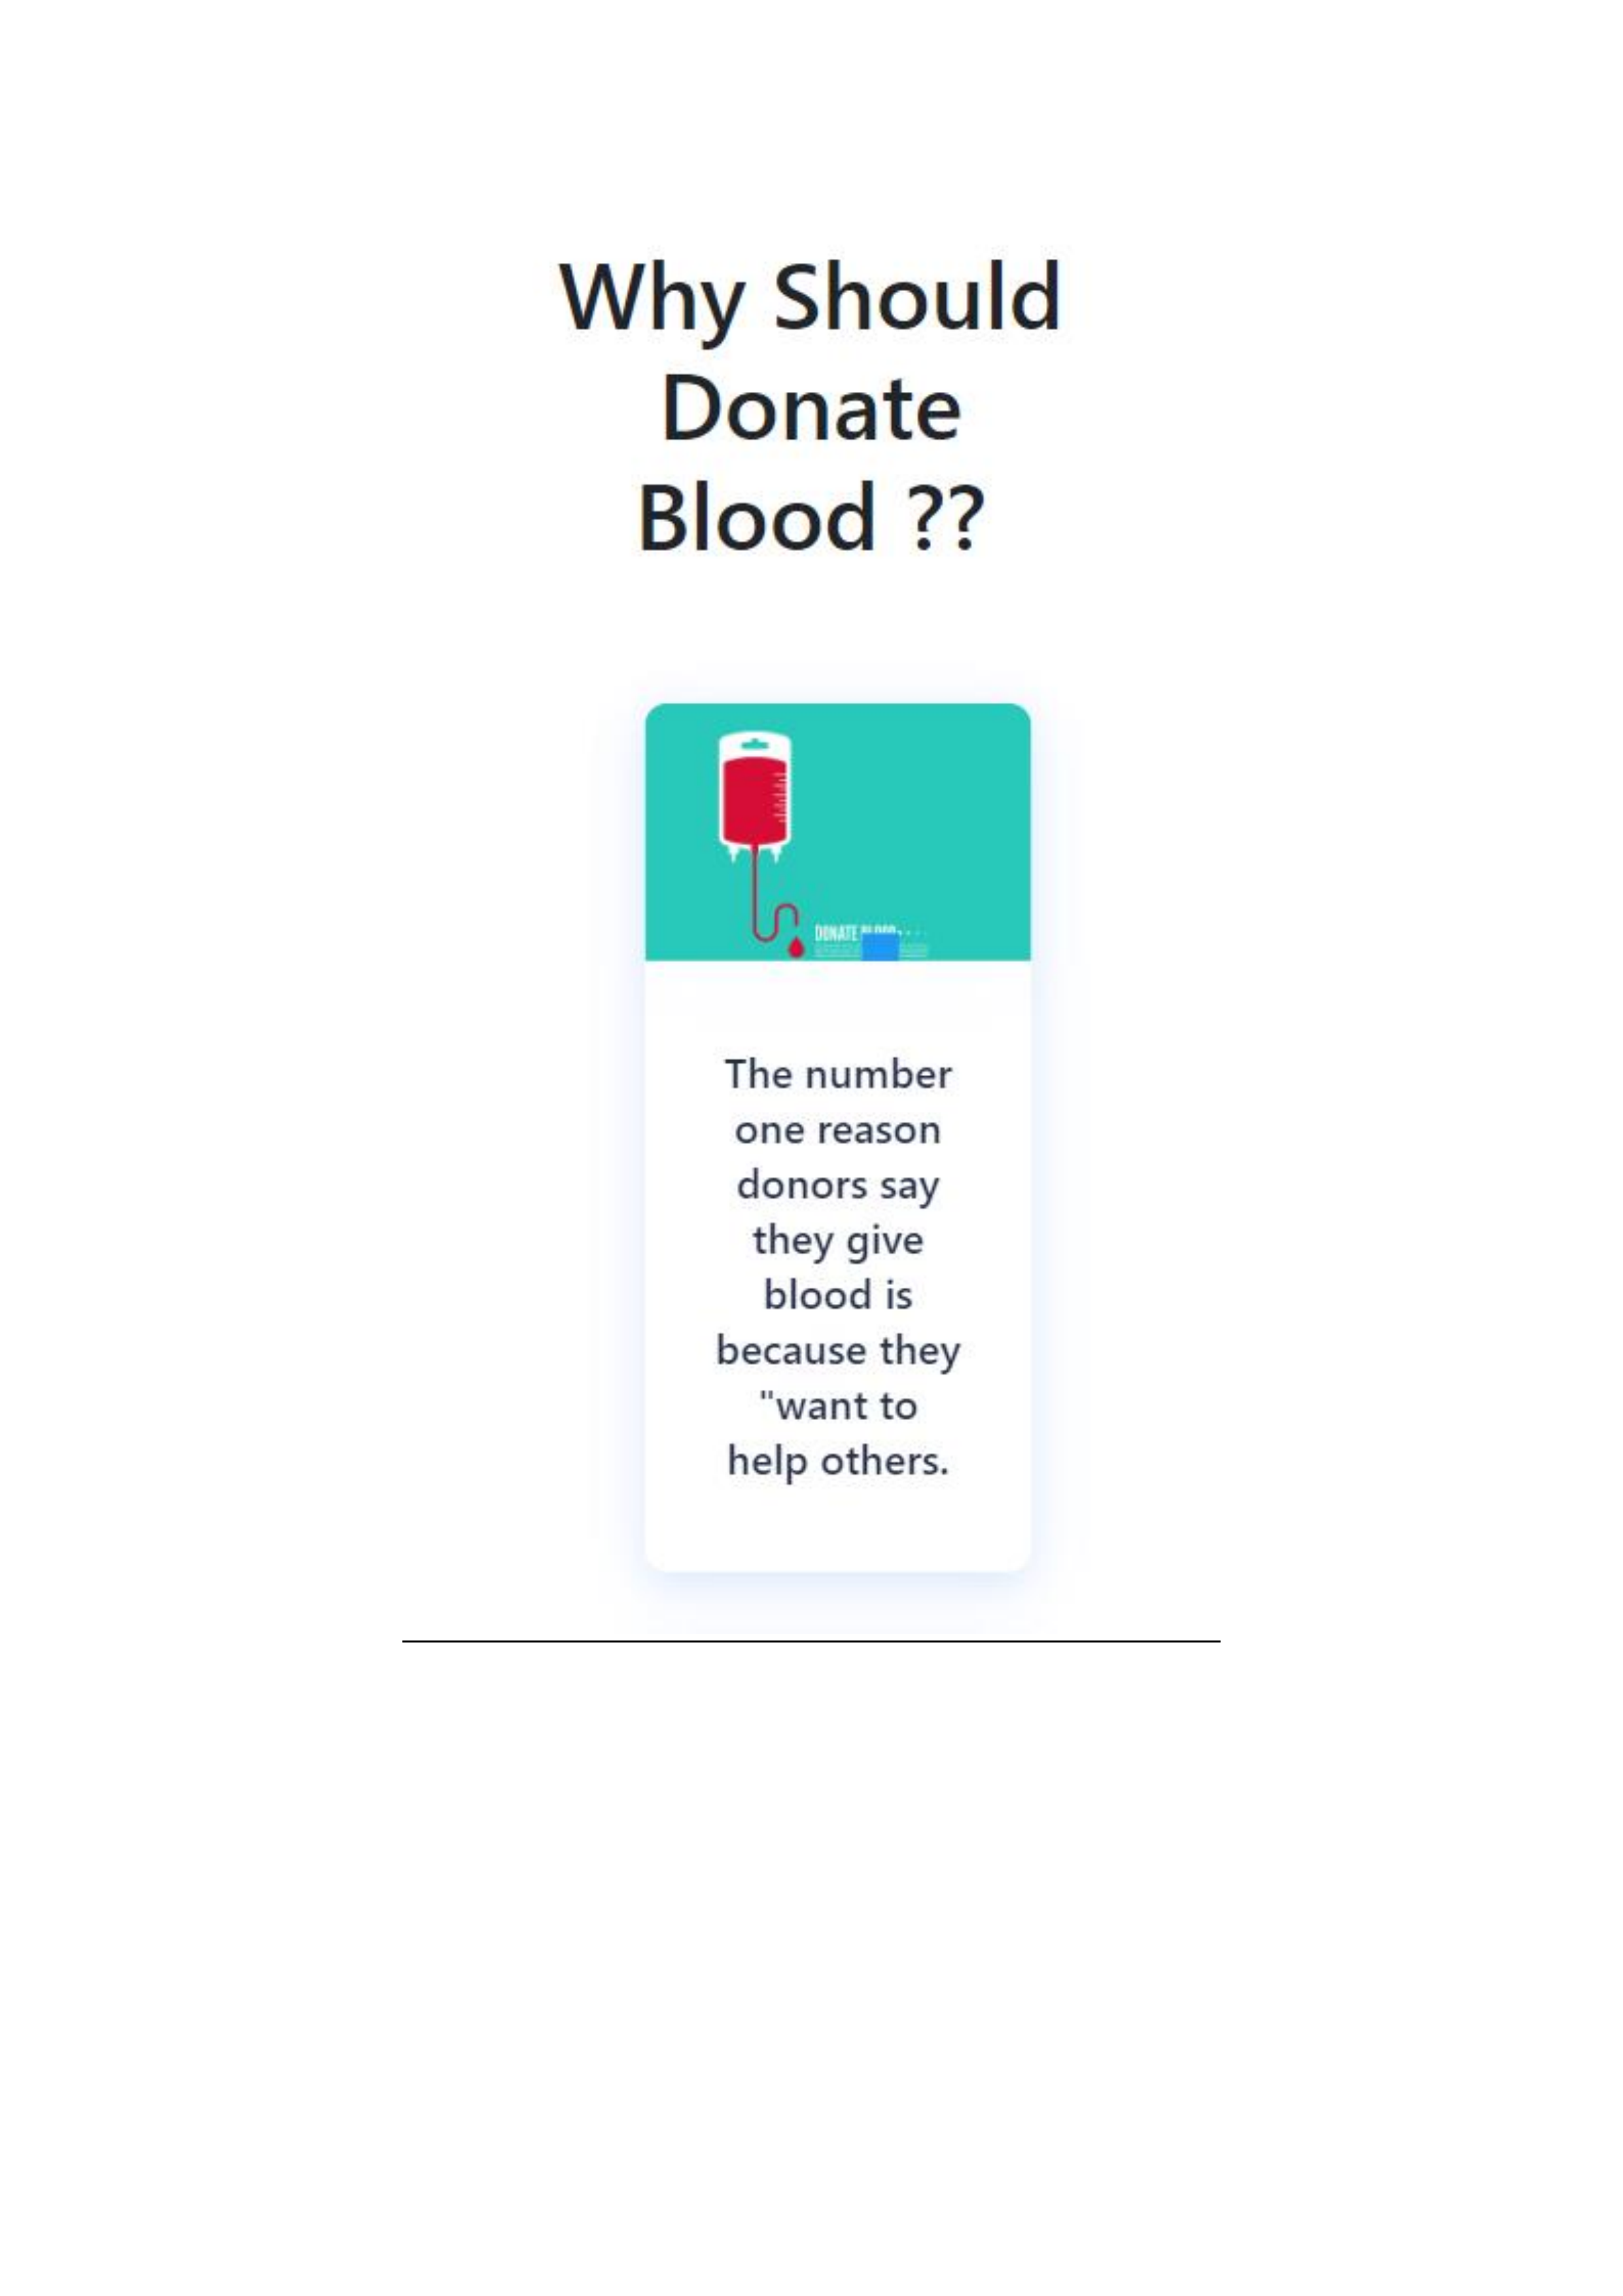 Why Should
Donate
Blood ??
DONATE BLOOD
The number
one reason
donors say
they give
blood is
because they
"want to
help others.